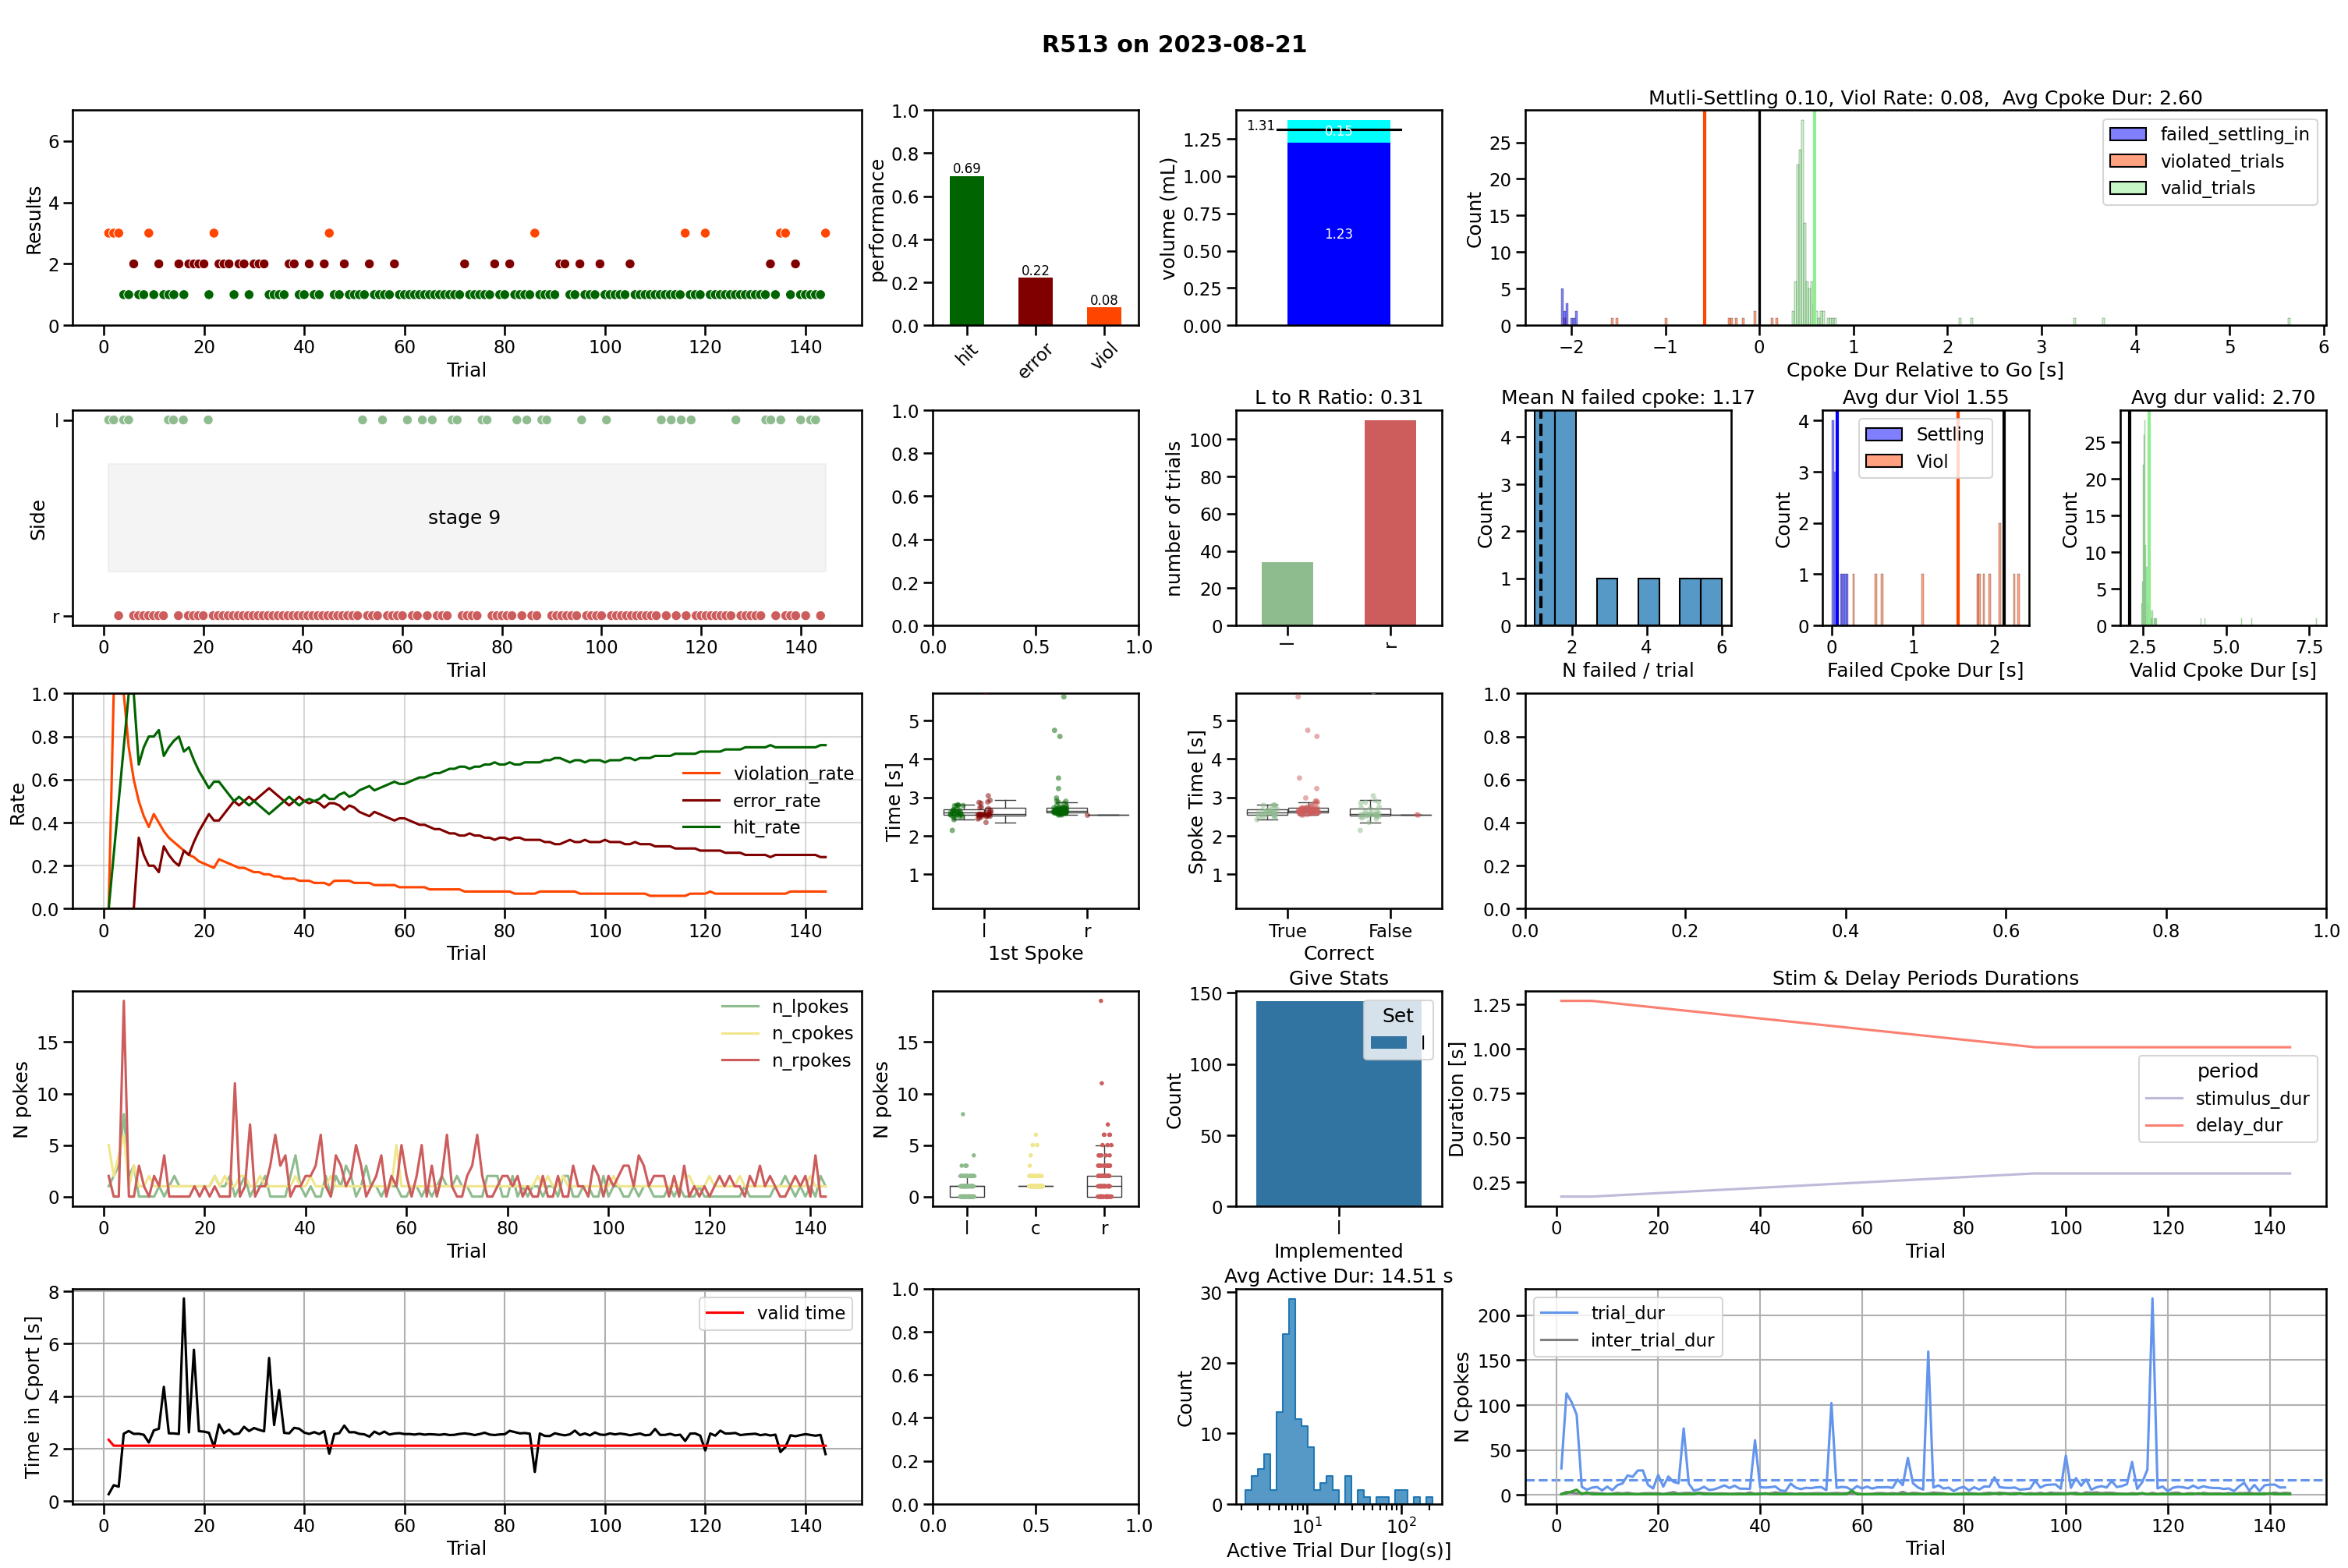 R513 on 2023-08-21
Results
6
4
2
0
0 20 40 60 80 100 120 140
Trial
performance
1.0
0.8
0.6
0.4
0.2
0.0
0.69
0.22
0.08
hit error viol
volume (mL)
1.25
1.00
0.75
0.50
0.25
0.00
1.31
0.15
1.23
Mutli-Settling 0.10, Viol Rate: 0.08, Avg Cpoke Dur: 2.60
failed_settling_in
violated_trials
valid_trials
Count
25
20
15
10
5
0
−2 −1 0 1 2 3 4 5 6
Cpoke Dur Relative to Go [s]
Side
l
r
stage 9
0 20 40 60 80 100 120 140
Trial
1.0
0.8
0.6
0.4
0.2
0.0
0.0 0.5 1.0
L to R Ratio: 0.31
number of trials
100
80
60
40
20
0
l r
Mean N failed cpoke: 1.17
Count
4
3
2
1
0
2 4 6
N failed / trial
Avg dur Viol 1.55
Settling
Viol
Count
4
3
2
1
0
0 1 2
Failed Cpoke Dur [s]
Avg dur valid: 2.70
Count
25
20
15
10
5
0
2.5 5.0 7.5
Valid Cpoke Dur [s]
Rate
1.0
0.8
0.6
0.4
0.2
0.0
violation_rate
error_rate
hit_rate
0 20 40 60 80 100 120 140
Trial
Time [s]
5
4
3
2
1
l r
1st Spoke
Spoke Time [s]
5
4
3
2
1
True False
Correct
1.0
0.8
0.6
0.4
0.2
0.0
0.0 0.2 0.4 0.6 0.8 1.0
N pokes
15
10
5
0
n_lpokes
n_cpokes
n_rpokes
0 20 40 60 80 100 120 140
Trial
N pokes
15
10
5
0
l c r
Give Stats
Set
l
Count
150
100
50
0
l
Implemented
Stim & Delay Periods Durations
Duration [s]
1.25
1.00
0.75
0.50
0.25
period
stimulus_dur
delay_dur
0 20 40 60 80 100 120 140
Trial
Time in Cport [s]
8
6
4
2
0
valid time
0 20 40 60 80 100 120 140
Trial
1.0
0.8
0.6
0.4
0.2
0.0
0.0 0.5 1.0
Avg Active Dur: 14.51 s
Count
30
20
10
0
10¹ 10²
Active Trial Dur [log(s)]
N Cpokes
200
150
100
50
0
trial_dur
inter_trial_dur
0 20 40 60 80 100 120 140
Trial